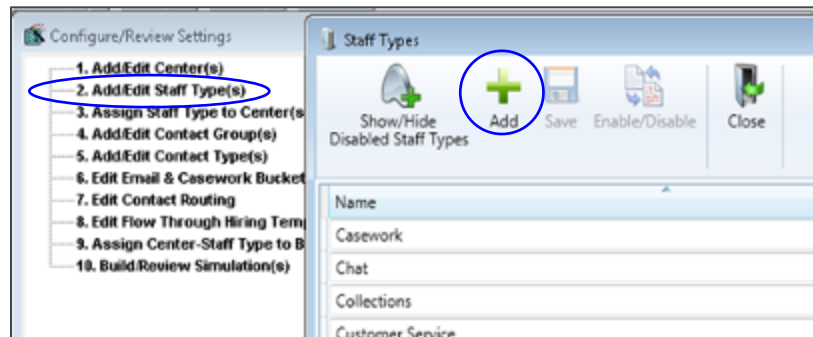 Configure/Review Settings
1. Add/Edit Center(s)
2. Add/Edit Staff Type(s)
3. Assign Staff Type to Center(s
4. Add/Edit Contact Group(s)
5. Add/Edit Contact Type(s)
6. Edit Email & Casework Bucket
7. Edit Contact Routing
8. Edit Flow Through Hiring Tem
9. Assign Center-Staff Type to B
10. Build/Review Simulation(s)
Staff Types
Show/Hide
Disabled Staff Types
Add
Save
Enable/Disable
Close
Name
Casework
Chat
Collections
Customer Service